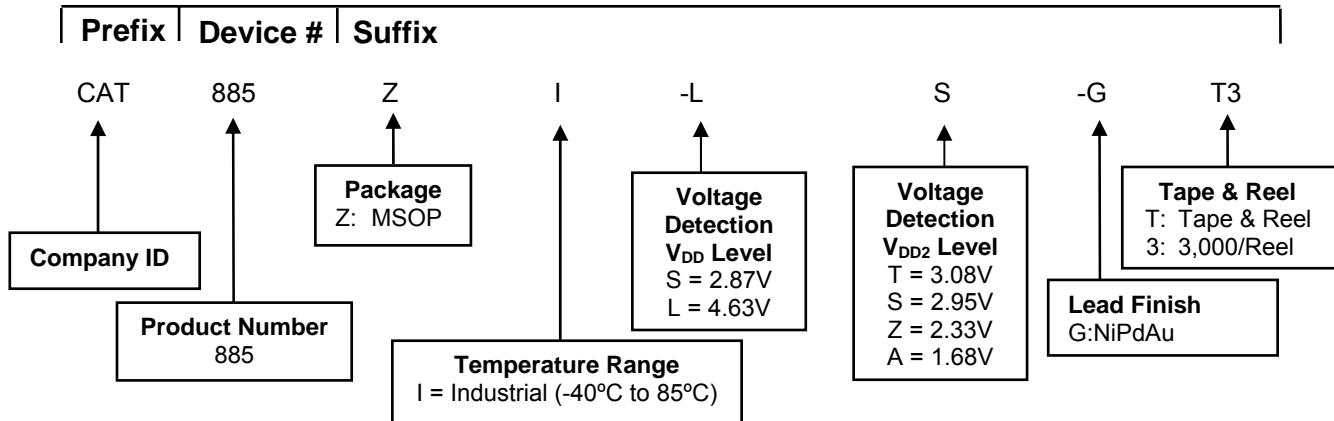 Prefix Device # Suffix
CAT 885 Z I -L S -G T3
Company ID
Product Number
885
Package
Z: MSOP
Temperature Range
I = Industrial (-40ºC to 85ºC)
Voltage
Detection
VDD Level
S = 2.87V
L = 4.63V
Voltage
Detection
VDD2 Level
T = 3.08V
S = 2.95V
Z = 2.33V
A = 1.68V
Lead Finish
G:NiPdAu
Tape & Reel
T: Tape & Reel
3: 3,000/Reel